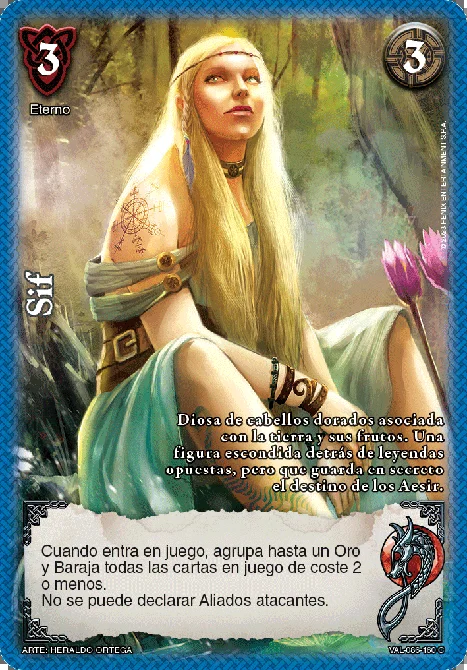 3
3
Eterno
© 2023 FENIX ENTERTAINMENT S.P.A.
Sif
Diosa de cabellos dorados asociada
con la tierra y sus frutos. Una
figura escondida detrás de leyendas
opuestas, pero que guarda en secreto
el destino de los Aesir.
Cuando entra en juego, agrupa hasta un Oro
y Baraja todas las cartas en juego de coste 2
o menos.
No se puede declarar Aliados atacantes.
ARTE: HERALDO ORTEGA